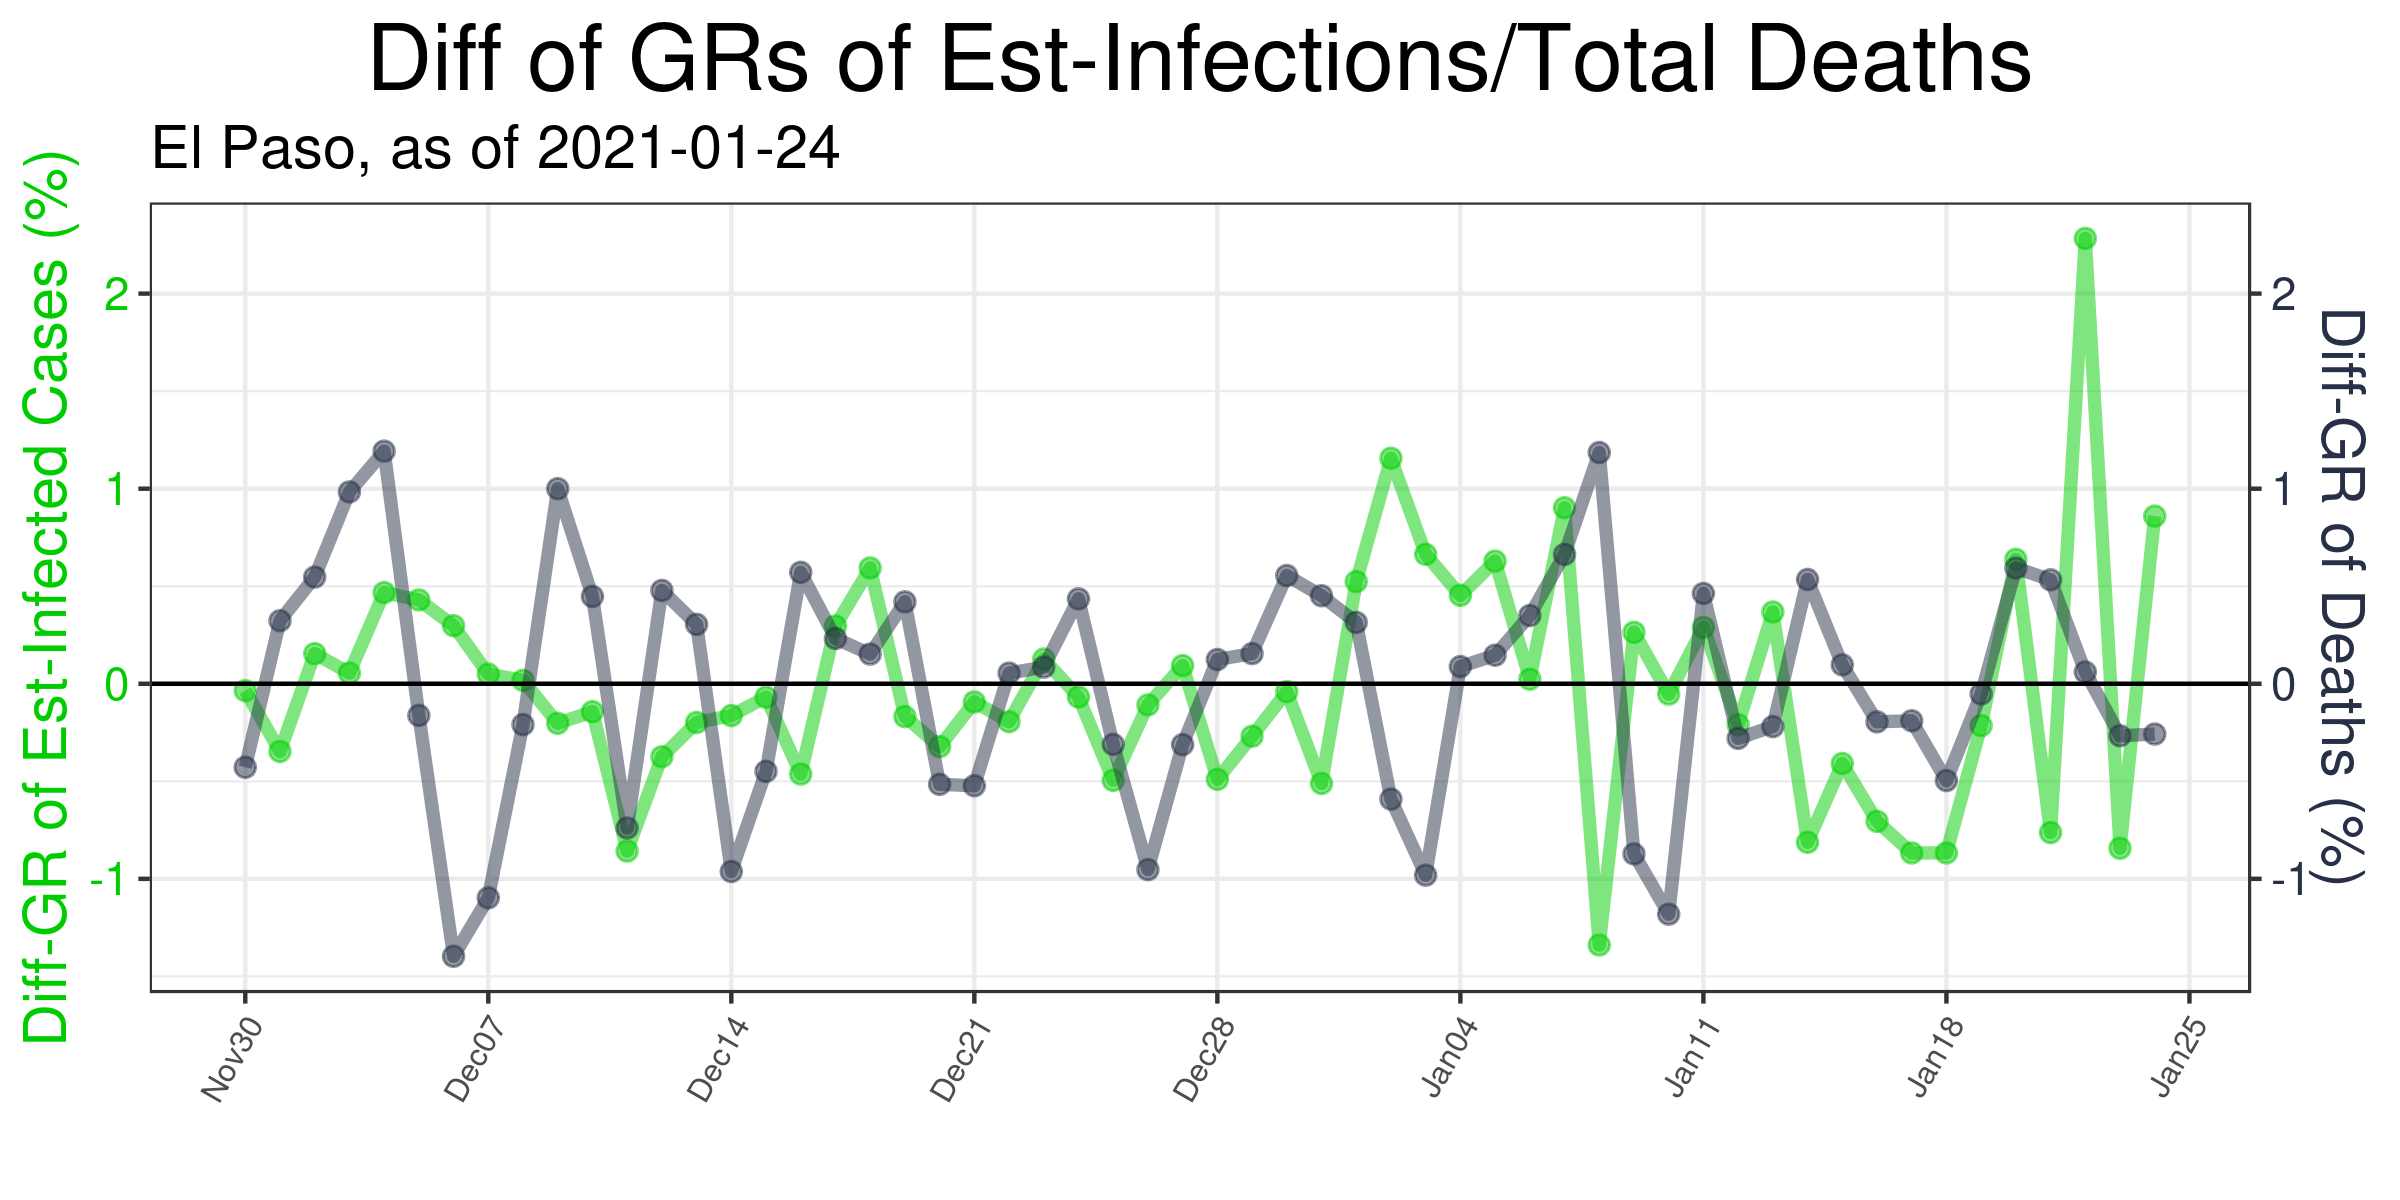 Diff of GRs of Est-Infections/Total Deaths
El Paso, as of 2021-01-24
Diff-GR of Est-Infected Cases (%)
2
1
0
-1
2
1
0
-1
Diff-GR of Deaths (%)
Nov30
Dec07
Dec14
Dec21
Dec28
Jan04
Jan11
Jan18
Jan25